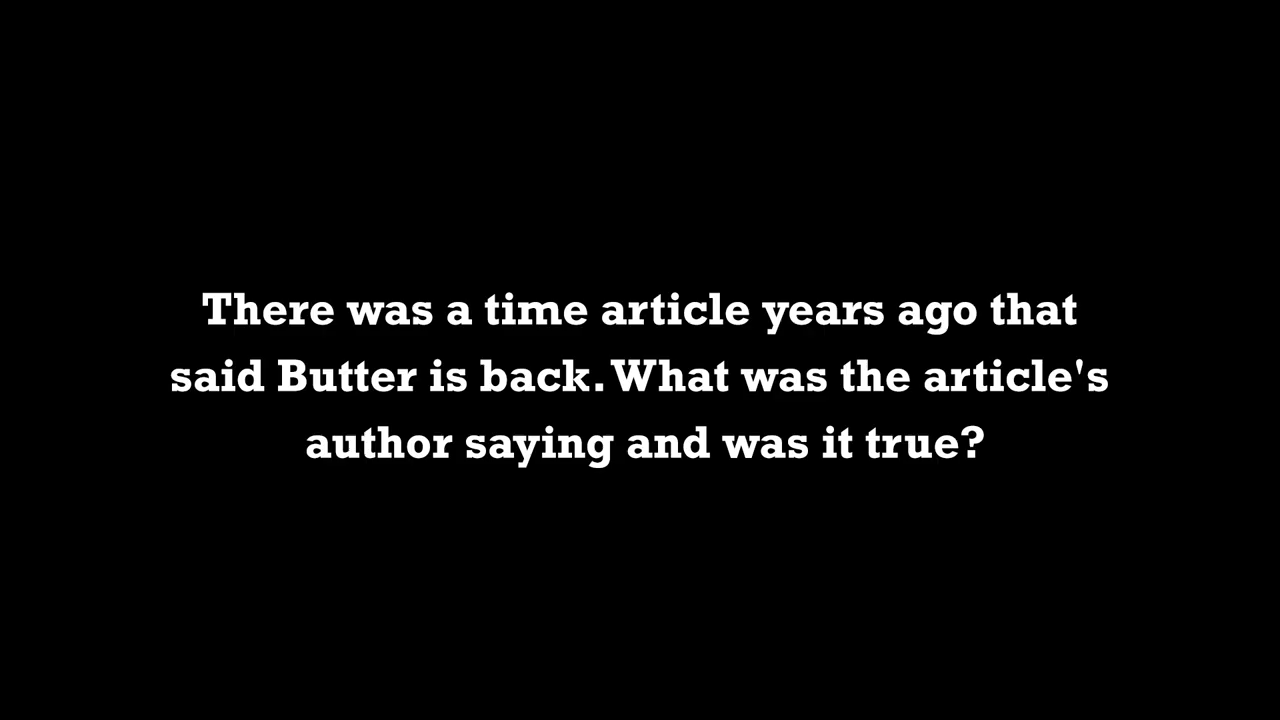 There was a time article years ago that
said Butter is back. What was the article's
author saying and was it true?